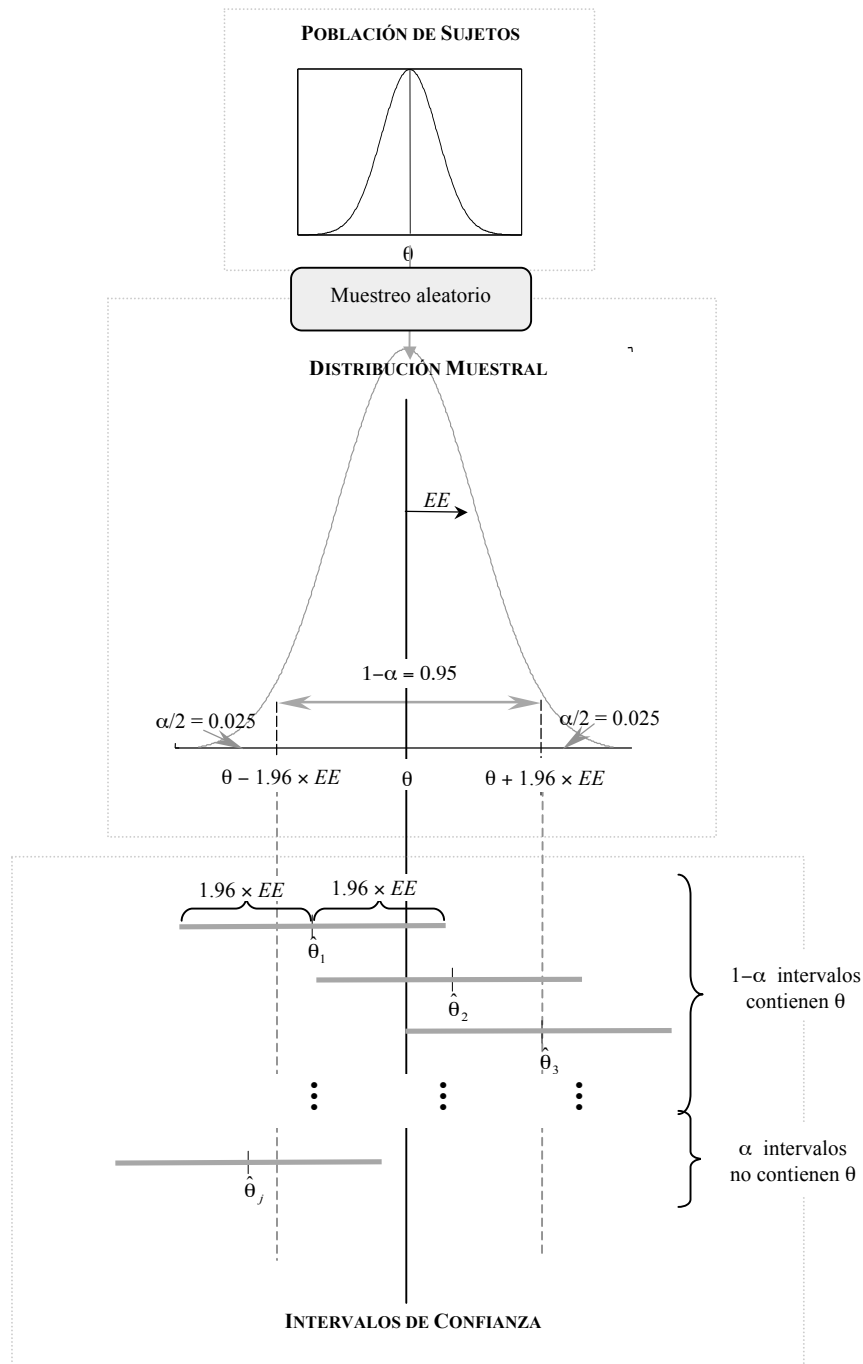 POBLACIÓN DE SUJETOS
θ
Muestreo aleatorio
DISTRIBUCIÓN MUESTRAL
EE
1−α = 0.95
α/2 = 0.025
α/2 = 0.025
θ − 1.96 × EE
θ
θ + 1.96 × EE
1.96 × EE
1.96 × EE
θ̂₁
θ̂₂
θ̂₃
1−α intervalos
contienen θ
α intervalos
no contienen θ
θ̂ⱼ
INTERVALOS DE CONFIANZA